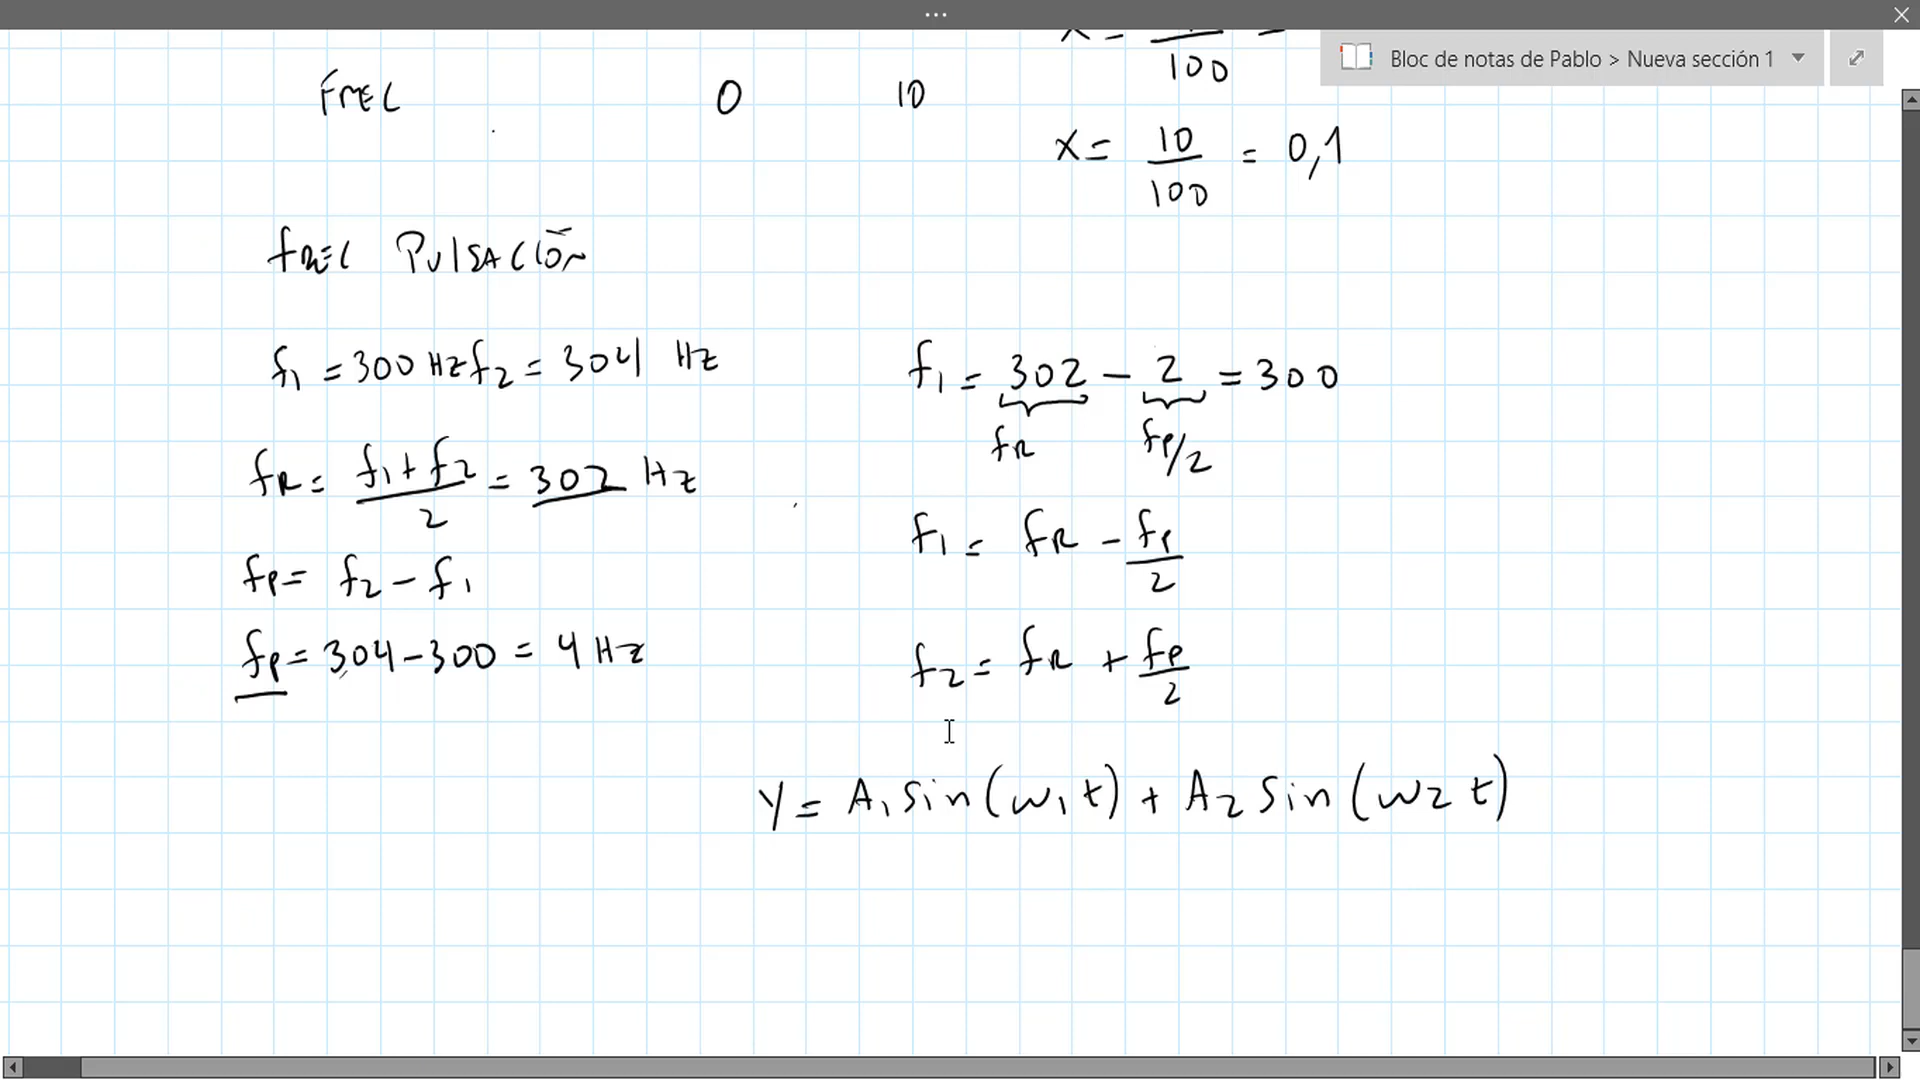 ...
x = — =
100
Bloc de notas de Pablo > Nueva sección 1
FREC 0 10
x = 10/100 = 0,1
FREC PULSACIÓN
f1 = 300 Hz f2 = 304 Hz
fR = (f1 + f2)/2 = 302 Hz
fp = f2 - f1
fp = 304 - 300 = 4 Hz
f1 = 302 - 2 = 300
fR fp/2
f1 = fR - fp/2
f2 = fR + fp/2
y = A1 sin(w1t) + A2 sin(w2t)